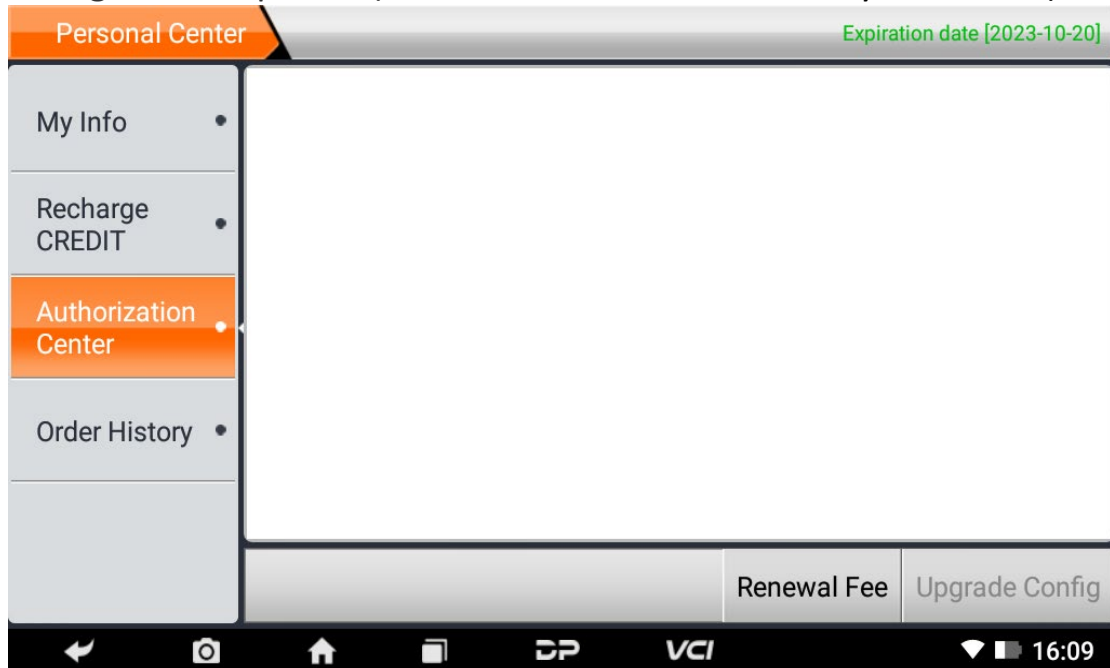 Personal Center
Expiration date [2023-10-20]
My Info
Recharge
CREDIT
Authorization
Center
Order History
Renewal Fee
Upgrade Config
DP
VCI
16:09